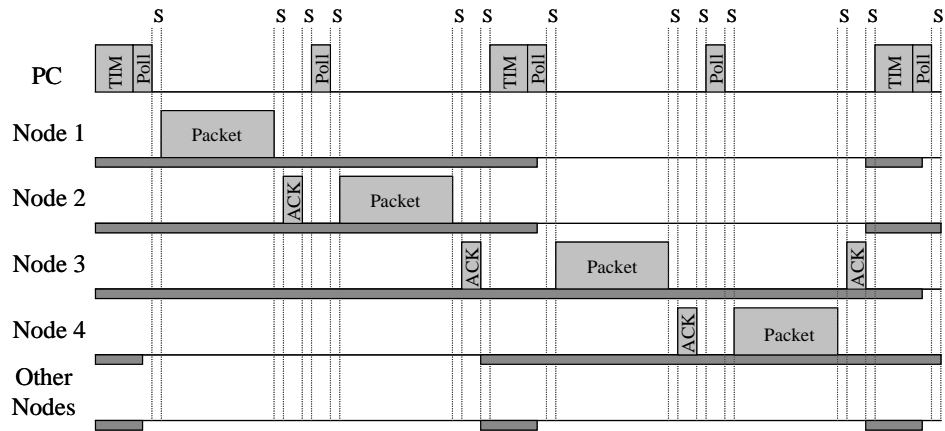 S S S S S S S S S S S S S
PC TIM Poll Poll TIM Poll Poll TIM Poll
Node 1 Packet
Node 2 ACK Packet
Node 3 ACK Packet ACK
Node 4 ACK Packet
Other
Nodes